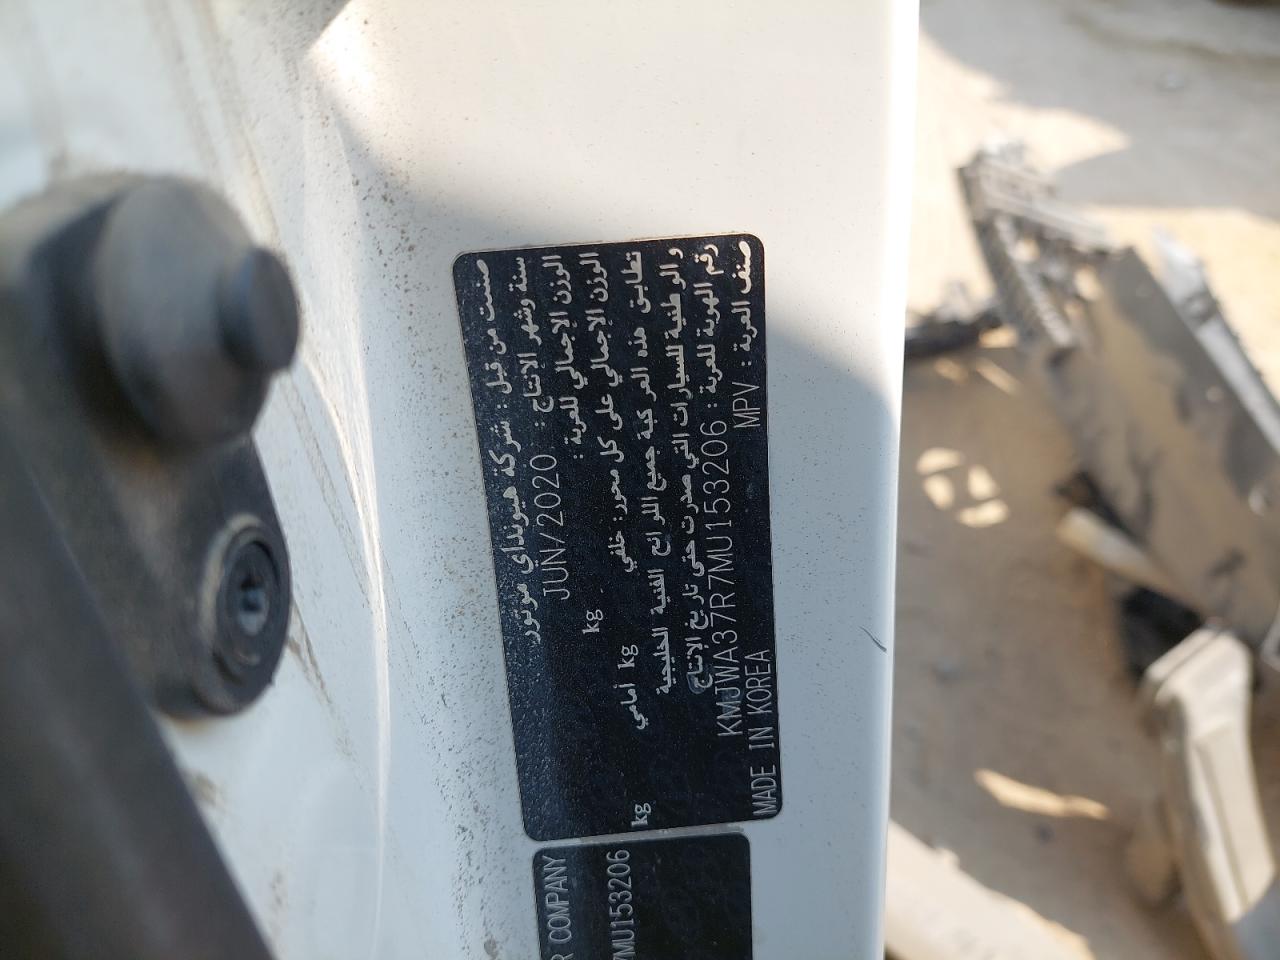 صنعت من قبل : شركة هيونداي موتور
سنة وشهر الإنتاج : JUN/2020
الوزن الإجمالي للعربة : kg
الوزن الإجمالي على كل محور: خلفي kg أمامي kg
تطابق هذه المركبة جميع اللوائح الفنية الخليجية
والوطنية للسيارات التي صدرت حتى تاريخ الإنتاج
رقم الهوية للعربة : KMJWA37R7MU153206
صنف العربة : MPV MADE IN KOREA
R COMPANY
7MU153206